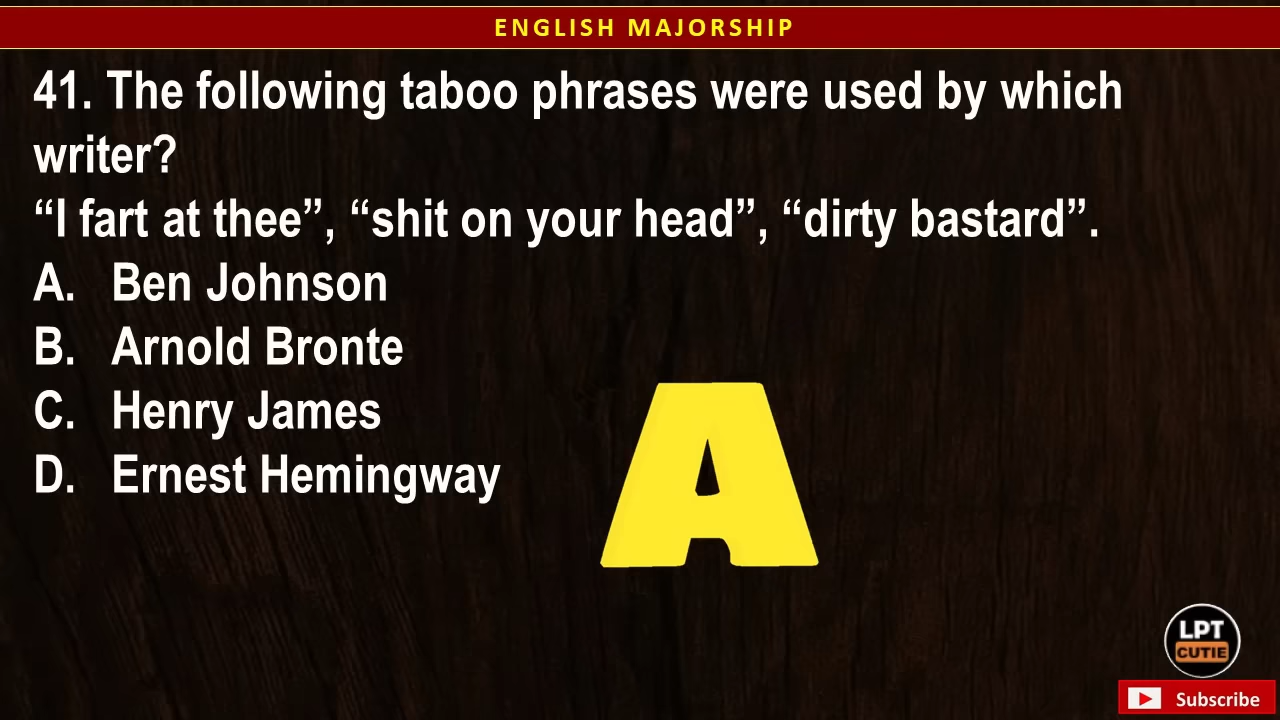 ENGLISH MAJORSHIP
41. The following taboo phrases were used by which
writer?
“I fart at thee”, “shit on your head”, “dirty bastard”.
A. Ben Johnson
B. Arnold Bronte
C. Henry James
D. Ernest Hemingway
A
LPT
CUTIE
Subscribe